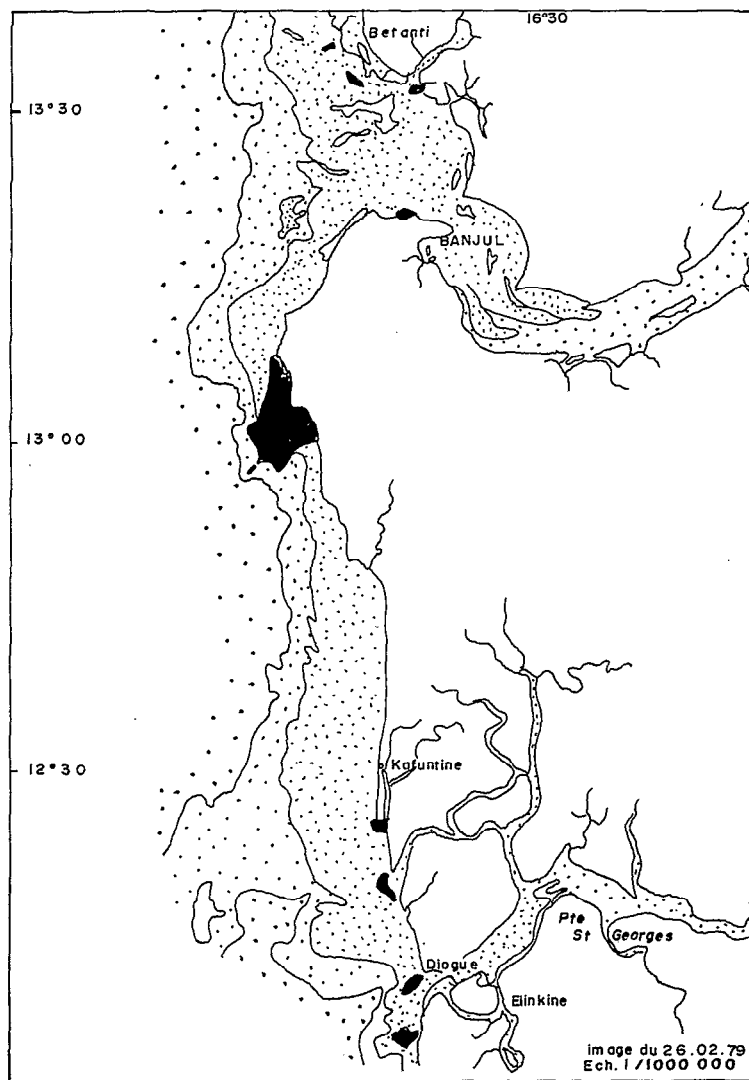 16°30
Betanti
13°30
BANJUL
13°00
12°30
Kafuntine
Pte
St Georges
Diogue
Elinkine
image du 26.02.79
Ech. 1/1000 000